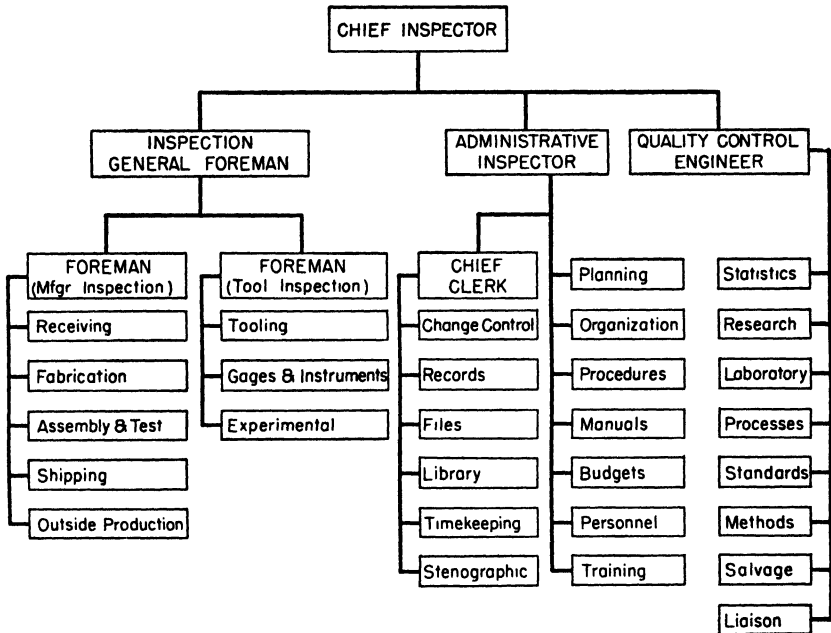 CHIEF INSPECTOR
INSPECTION
GENERAL FOREMAN
ADMINISTRATIVE
INSPECTOR
QUALITY CONTROL
ENGINEER
FOREMAN
(Mfgr Inspection)
Receiving
Fabrication
Assembly & Test
Shipping
Outside Production
FOREMAN
(Tool Inspection)
Tooling
Gages & Instruments
Experimental
CHIEF
CLERK
Change Control
Records
Files
Library
Timekeeping
Stenographic
Planning
Organization
Procedures
Manuals
Budgets
Personnel
Training
Statistics
Research
Laboratory
Processes
Standards
Methods
Salvage
Liaison